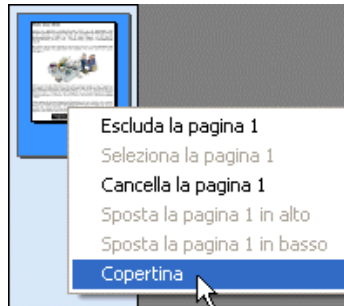 Escluda la pagina 1
Seleziona la pagina 1
Cancella la pagina 1
Sposta la pagina 1 in alto
Sposta la pagina 1 in basso
Copertina